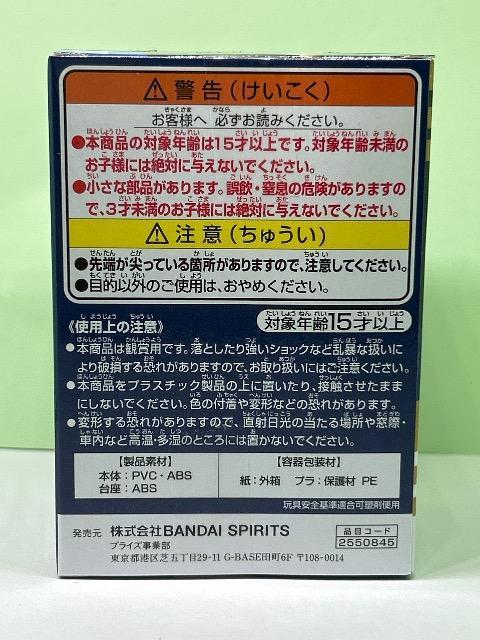 ⚠警告(けいこく)
お客様へ 必ずお読みください。
●本商品の対象年齢は15才以上です。対象年齢未満の
お子様には絶対に与えないでください。
●小さな部品があります。誤飲・窒息の危険がありますの
で、3才未満のお子様には絶対に与えないでください。
⚠注意(ちゅうい)
●先端が尖っている箇所がありますので、注意してください。
●目的以外のご使用は、おやめください。
《使用上の注意》
対象年齢15才以上
●本商品は観賞用です。落としたり強いショックなど乱暴な扱いに
より破損する恐れがありますので、お取り扱いにはご注意ください。
●本商品をプラスチック製品の上に置いたり、接触させたまま
にしないでください。色の付着や変形などの恐れがあります。
●変形する恐れがありますので、直射日光の当たる場所や窓際・
車内など高温・多湿のところには置かないでください。
【製品素材】
本体:PVC・ABS
台座:ABS
【容器包装材】
紙:外箱 プラ:保護材 PE
玩具安全基準適合可塑剤使用
発売元 株式会社BANDAI SPIRITS
プライズ事業部
東京都港区芝五丁目29-11 G-BASE田町6F 〒108-0014
品目コード
2550845